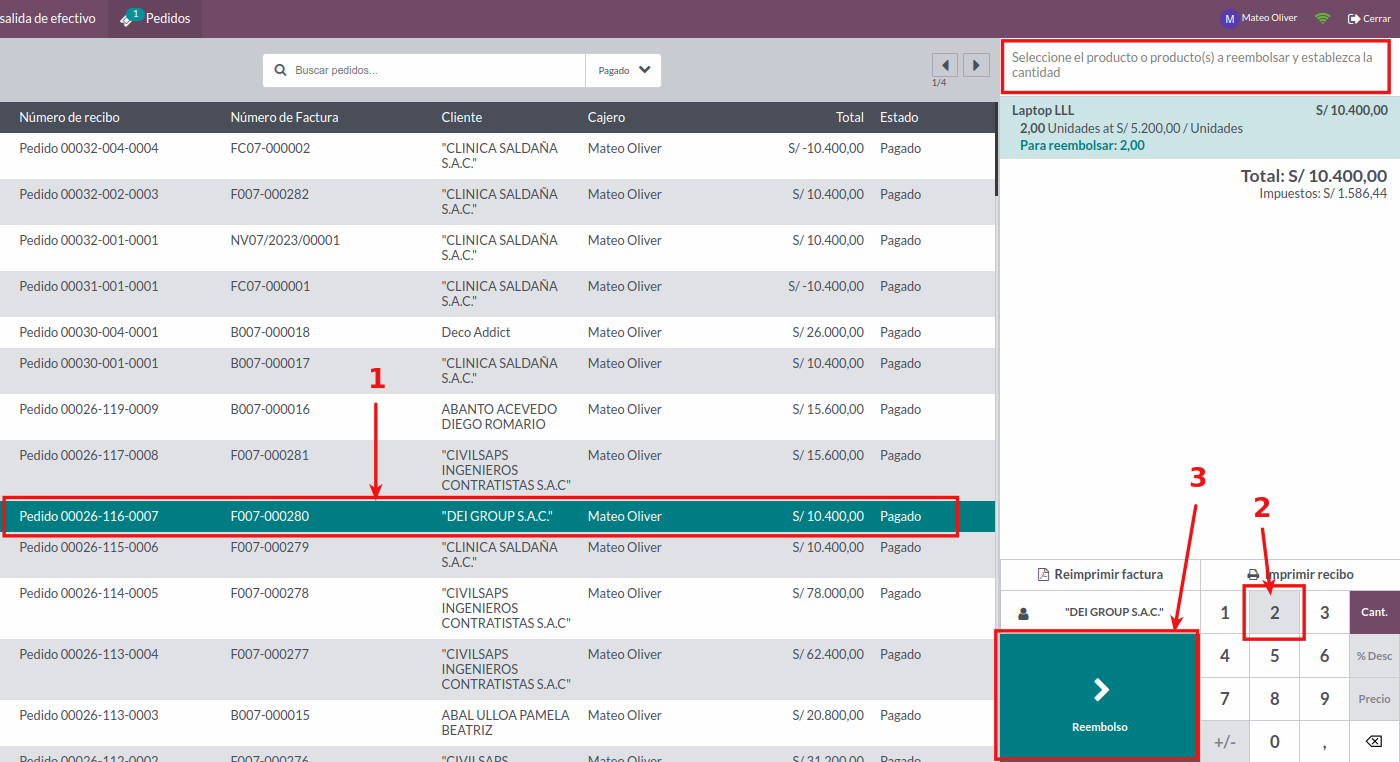 salida de efectivo
1
Pedidos
M
Mateo Oliver
Cerrar
Buscar pedidos...
Pagado
1/4
Seleccione el producto o producto(s) a reembolsar y establezca la
cantidad
Número de recibo Número de Factura Cliente Cajero Total Estado
Pedido 00032-004-0004 FC07-000002 "CLINICA SALDAÑA Mateo Oliver S/ -10.400,00 Pagado
S.A.C."
Pedido 00032-002-0003 F007-000282 "CLINICA SALDAÑA Mateo Oliver S/ 10.400,00 Pagado
S.A.C."
Pedido 00032-001-0001 NV07/2023/00001 "CLINICA SALDAÑA Mateo Oliver S/ 10.400,00 Pagado
S.A.C."
Pedido 00031-001-0001 FC07-000001 "CLINICA SALDAÑA Mateo Oliver S/ -10.400,00 Pagado
S.A.C."
Pedido 00030-004-0001 B007-000018 Deco Addict Mateo Oliver S/ 26.000,00 Pagado
Pedido 00030-001-0001 B007-000017 "CLINICA SALDAÑA Mateo Oliver S/ 10.400,00 Pagado
S.A.C."
1
Pedido 00026-119-0009 B007-000016 ABANTO ACEVEDO Mateo Oliver S/ 15.600,00 Pagado
DIEGO ROMARIO
Pedido 00026-117-0008 F007-000281 "CIVILSAPS Mateo Oliver S/ 15.600,00 Pagado
INGENIEROS
CONTRATISTAS S.A.C"
Pedido 00026-116-0007 F007-000280 "DEI GROUP S.A.C." Mateo Oliver S/ 10.400,00 Pagado
Pedido 00026-115-0006 F007-000279 "CLINICA SALDAÑA Mateo Oliver S/ 10.400,00 Pagado
S.A.C."
Pedido 00026-114-0005 F007-000278 "CIVILSAPS Mateo Oliver S/ 78.000,00 Pagado
INGENIEROS
CONTRATISTAS S.A.C"
Pedido 00026-113-0004 F007-000277 "CIVILSAPS Mateo Oliver S/ 62.400,00 Pagado
INGENIEROS
CONTRATISTAS S.A.C"
Pedido 00026-113-0003 B007-000015 ABAL ULLOA PAMELA Mateo Oliver S/ 20.800,00 Pagado
BEATRIZ
Pedido 00026-112-0002 F007-000276 "CIVILSAPS Mateo Oliver S/ 31.200,00 Pagado
Laptop LLL S/ 10.400,00
2,00 Unidades at S/ 5.200,00 / Unidades
Para reembolsar: 2,00
Total: S/ 10.400,00
Impuestos: S/ 1.586,44
3
2
Reimprimir factura Imprimir recibo
"DEI GROUP S.A.C."
1 2 3 Cant.
4 5 6 % Desc
7 8 9 Precio
+/- 0 ,
Reembolso